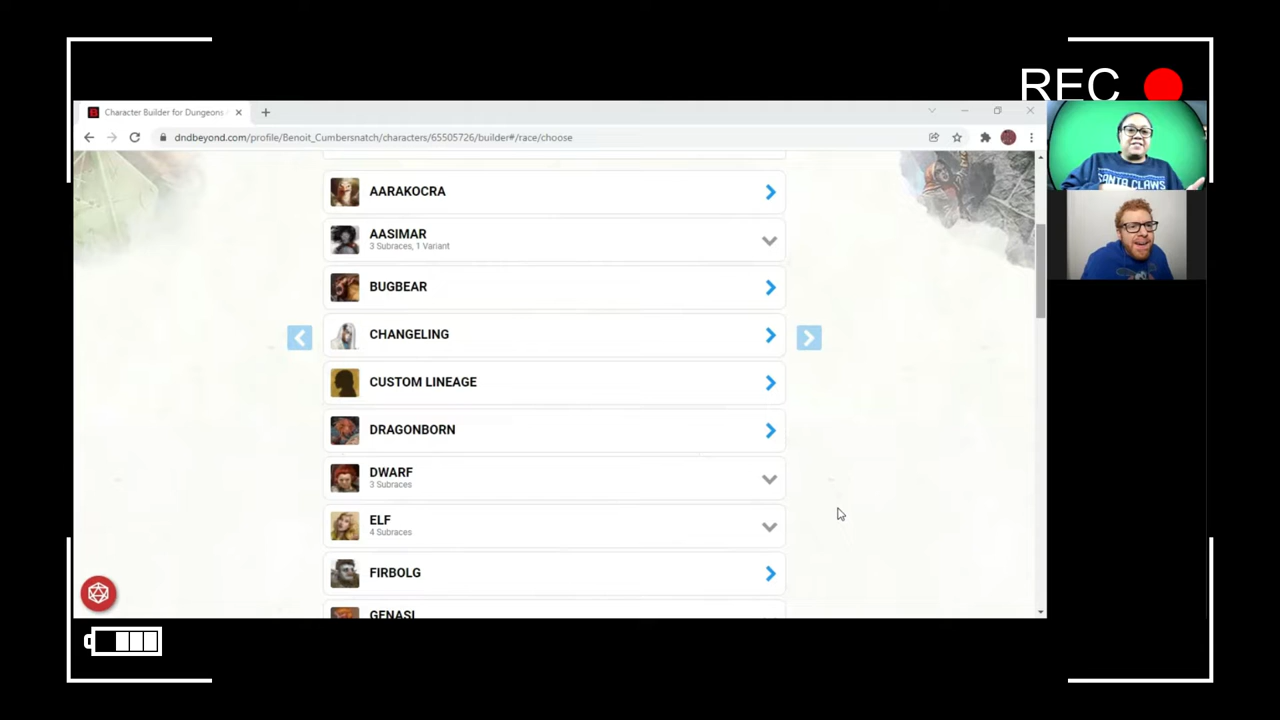 REC
Character Builder for Dungeons
dndbeyond.com/profile/Benoit_Cumbersnatch/characters/65505726/builder#/race/choose
SANTA CLAWS
AARAKOCRA
AASIMAR
3 Subraces, 1 Variant
BUGBEAR
CHANGELING
CUSTOM LINEAGE
DRAGONBORN
DWARF
3 Subraces
ELF
4 Subraces
FIRBOLG
GENASI